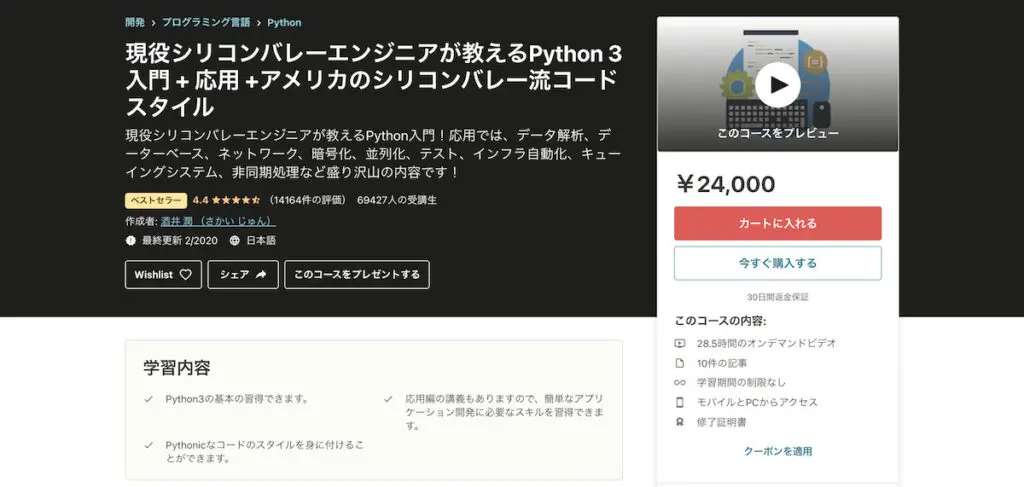 開発 > プログラミング言語 > Python
現役シリコンバレーエンジニアが教えるPython 3
入門 + 応用 +アメリカのシリコンバレー流コード
スタイル
現役シリコンバレーエンジニアが教えるPython入門！応用では、データ解析、デ
ーターベース、ネットワーク、暗号化、並列化、テスト、インフラ自動化、キュー
イングシステム、非同期処理など盛り沢山の内容です！
ベストセラー 4.4 (14164件の評価) 69427人の受講生
作成者: 酒井 潤 （さかい じゅん）
最終更新 2/2020 日本語
Wishlist シェア このコースをプレゼントする
このコースをプレビュー
￥24,000
カートに入れる
今すぐ購入する
30日間返金保証
このコースの内容:
28.5時間のオンデマンドビデオ
10件の記事
学習期間の制限なし
モバイルとPCからアクセス
修了証明書
クーポンを適用
学習内容
Python3の基本の習得できます。
Pythonicなコードのスタイルを身に付けるこ
とができます。
応用編の講義もありますので、簡単なアプリ
ケーション開発に必要なスキルを習得できま
す。